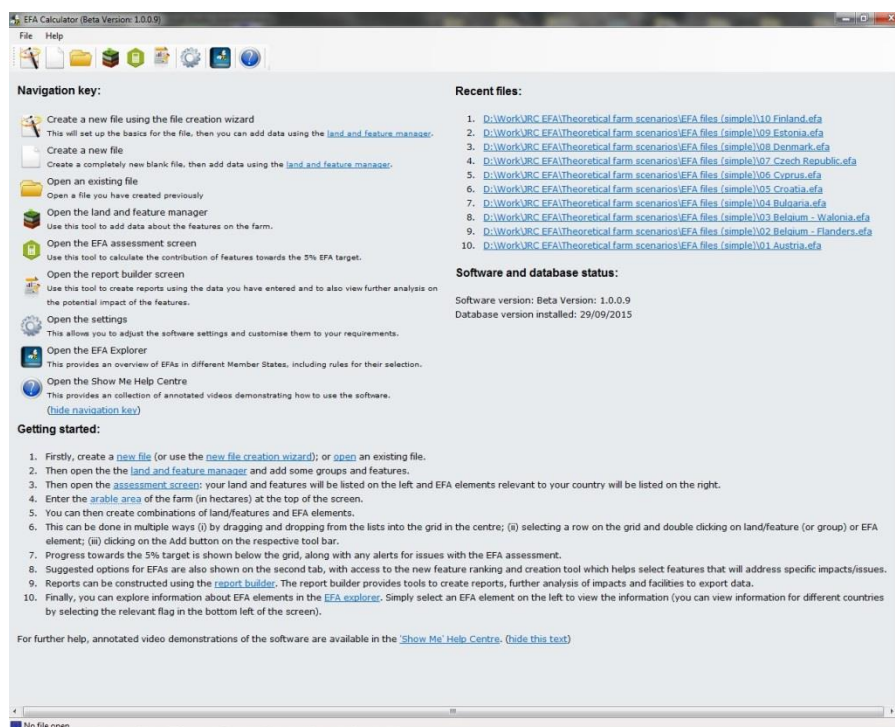 EFA Calculator (Beta Version: 1.0.0.9)
File Help
Navigation key:
Create a new file using the file creation wizard
This will set up the basics for the file, then you can add data using the land and feature manager.
Create a new file
Create a completely new blank file, then add data using the land and feature manager.
Open an existing file
Open a file you have created previously
Open the land and feature manager
Use this tool to add data about the features on the farm.
Open the EFA assessment screen
Use this tool to calculate the contribution of features towards the 5% EFA target.
Open the report builder screen
Use this tool to create reports using the data you have entered and to also view further analysis on
the potential impact of the features.
Open the settings
This allows you to adjust the software settings and customise them to your requirements.
Open the EFA Explorer
This provides an overview of EFAs in different Member States, including rules for their selection.
Open the Show Me Help Centre
This provides an collection of annotated videos demonstrating how to use the software.
(hide navigation key)
Recent files:
1. D:\Work\JRC EFA\Theoretical farm scenarios\EFA files (simple)\10 Finland.efa
2. D:\Work\JRC EFA\Theoretical farm scenarios\EFA files (simple)\09 Estonia.efa
3. D:\Work\JRC EFA\Theoretical farm scenarios\EFA files (simple)\08 Denmark.efa
4. D:\Work\JRC EFA\Theoretical farm scenarios\EFA files (simple)\07 Czech Republic.efa
5. D:\Work\JRC EFA\Theoretical farm scenarios\EFA files (simple)\06 Cyprus.efa
6. D:\Work\JRC EFA\Theoretical farm scenarios\EFA files (simple)\05 Croatia.efa
7. D:\Work\JRC EFA\Theoretical farm scenarios\EFA files (simple)\04 Bulgaria.efa
8. D:\Work\JRC EFA\Theoretical farm scenarios\EFA files (simple)\03 Belgium - Walonia.efa
9. D:\Work\JRC EFA\Theoretical farm scenarios\EFA files (simple)\02 Belgium - Flanders.efa
10. D:\Work\JRC EFA\Theoretical farm scenarios\EFA files (simple)\01 Austria.efa
Software and database status:
Software version: Beta Version: 1.0.0.9
Database version installed: 29/09/2015
Getting started:
1. Firstly, create a new file (or use the new file creation wizard); or open an existing file.
2. Then open the the land and feature manager and add some groups and features.
3. Then open the assessment screen: your land and features will be listed on the left and EFA elements relevant to your country will be listed on the right.
4. Enter the arable area of the farm (in hectares) at the top of the screen.
5. You can then create combinations of land/features and EFA elements.
6. This can be done in multiple ways (i) by dragging and dropping from the lists into the grid in the centre; (ii) selecting a row on the grid and double clicking on land/feature (or group) or EFA
element; (iii) clicking on the Add button on the respective tool bar.
7. Progress towards the 5% target is shown below the grid, along with any alerts for issues with the EFA assessment.
8. Suggested options for EFAs are also shown on the second tab, with access to the new feature ranking and creation tool which helps select features that will address specific impacts/issues.
9. Reports can be constructed using the report builder. The report builder provides tools to create reports, further analysis of impacts and facilities to export data.
10. Finally, you can explore information about EFA elements in the EFA explorer. Simply select an EFA element on the left to view the information (you can view information for different countries
by selecting the relevant flag in the bottom left of the screen).
For further help, annotated video demonstrations of the software are available in the 'Show Me' Help Centre. (hide this text)
No file open